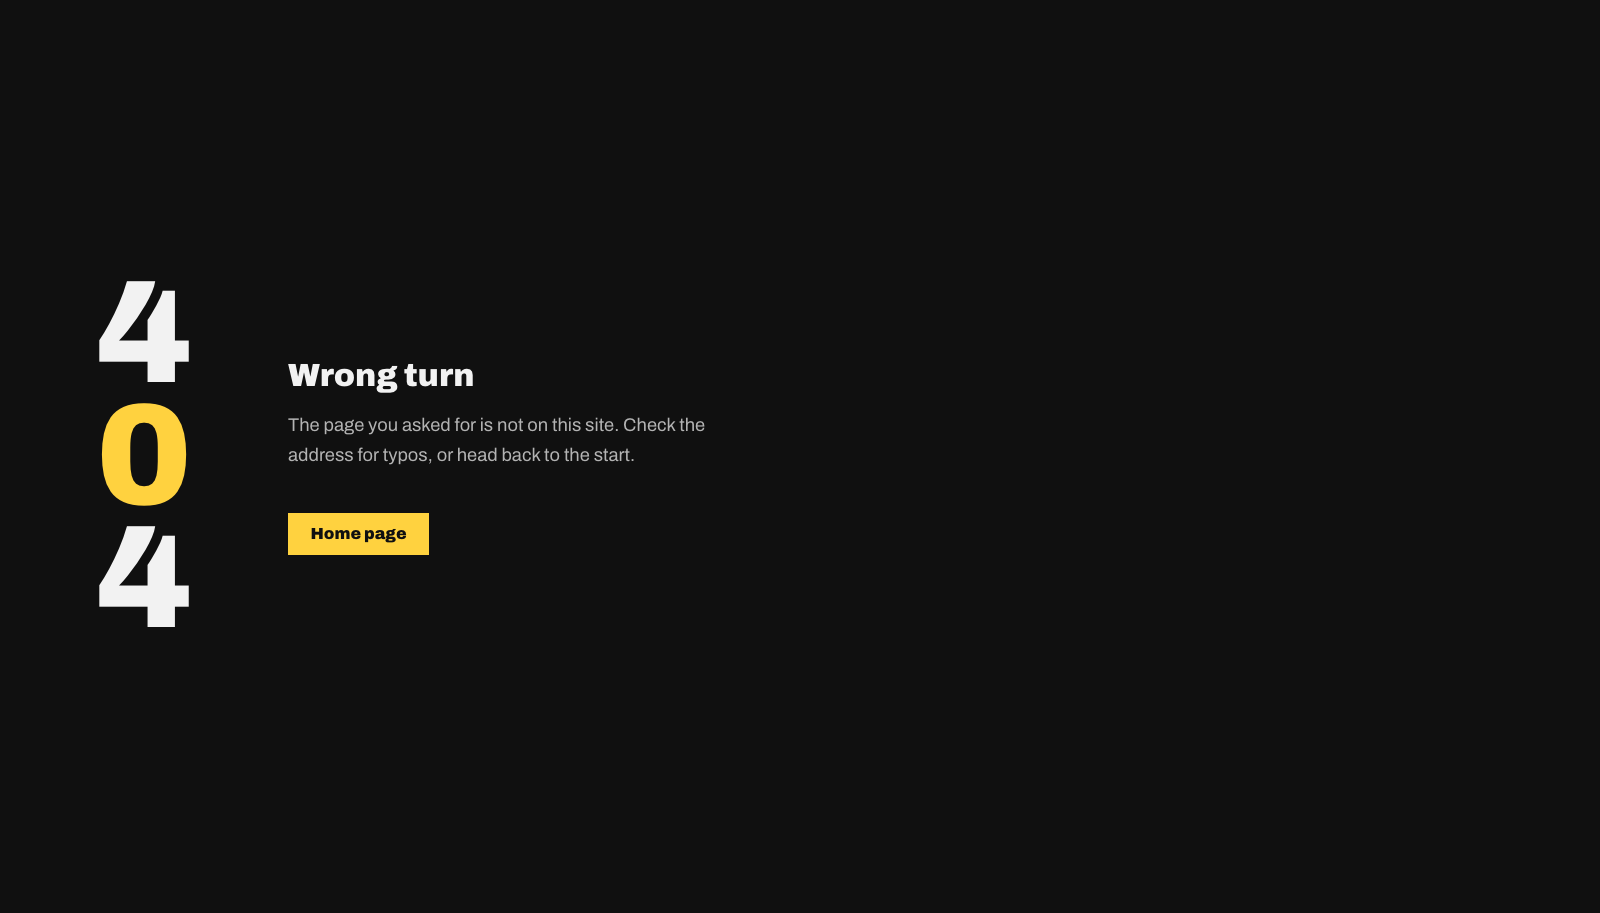 4
0
4
Wrong turn
The page you asked for is not on this site. Check the
address for typos, or head back to the start.
Home page